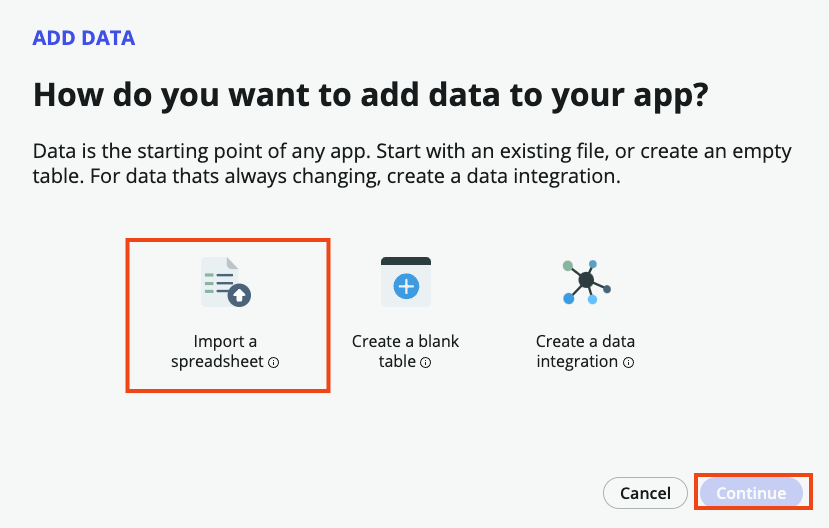 ADD DATA
How do you want to add data to your app?
Data is the starting point of any app. Start with an existing file, or create an empty
table. For data thats always changing, create a data integration.
Import a
spreadsheet
Create a blank
table
Create a data
integration
Cancel
Continue